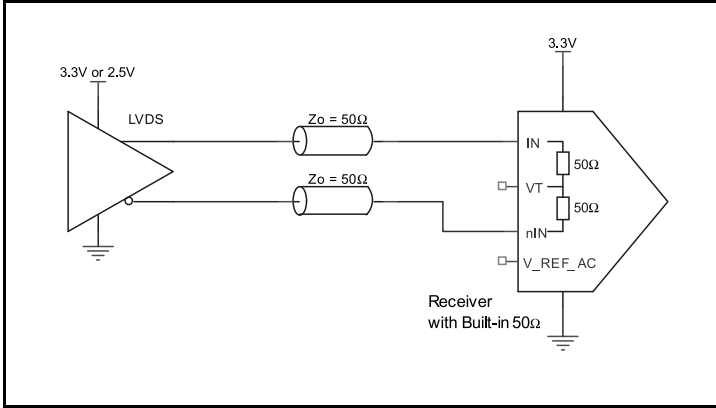 3.3V
3.3V or 2.5V
LVDS
Zo = 50Ω
IN
50Ω
Zo = 50Ω
VT
50Ω
nIN
V_REF_AC
Receiver
with Built-in 50Ω